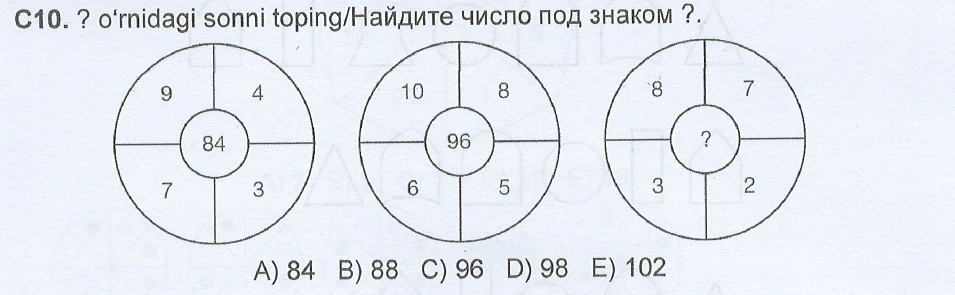 C10. ? o‘rnidagi sonni toping/Найдите число под знаком ?.
9 4 10 8 8 7
84 96 ?
7 3 6 5 3 2
A) 84 B) 88 C) 96 D) 98 E) 102